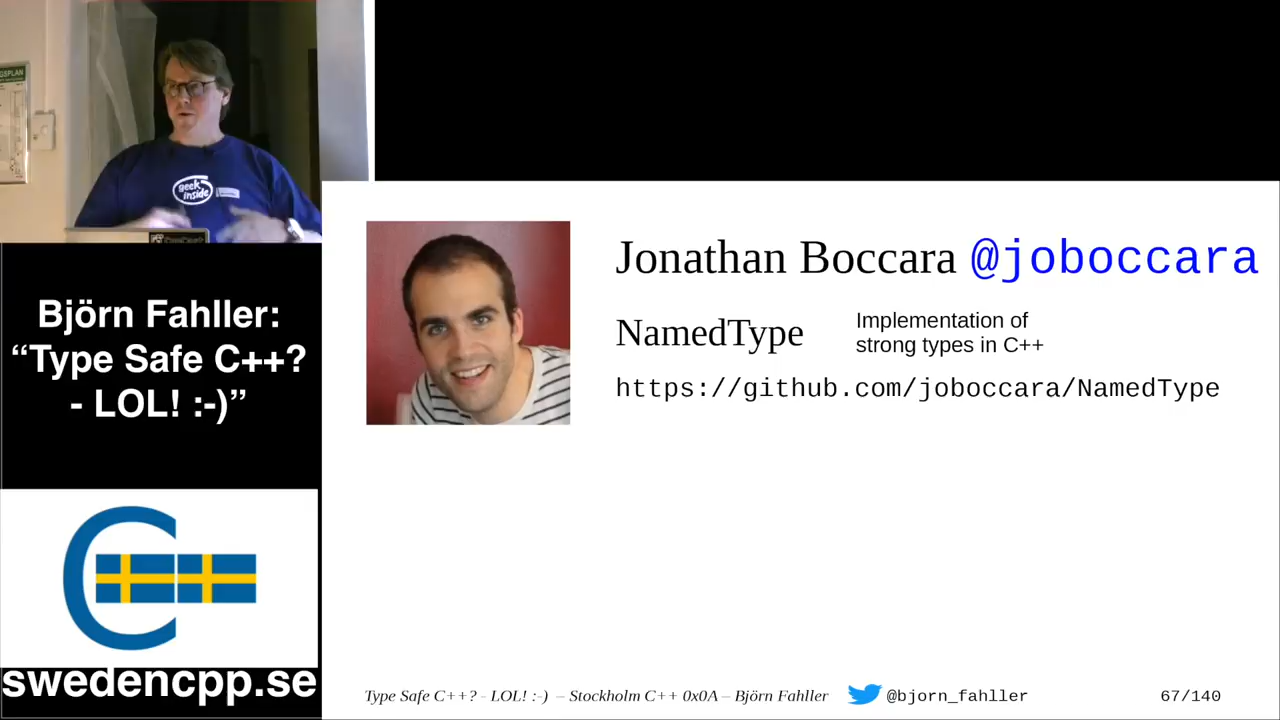 GSPLAN
geek
inside
Björn Fahller:
“Type Safe C++?
- LOL! :-)”
swedencpp.se
Jonathan Boccara @joboccara
NamedType
Implementation of
strong types in C++
https://github.com/joboccara/NamedType
Type Safe C++? - LOL! :-) – Stockholm C++ 0x0A – Björn Fahller
@bjorn_fahller
67/140